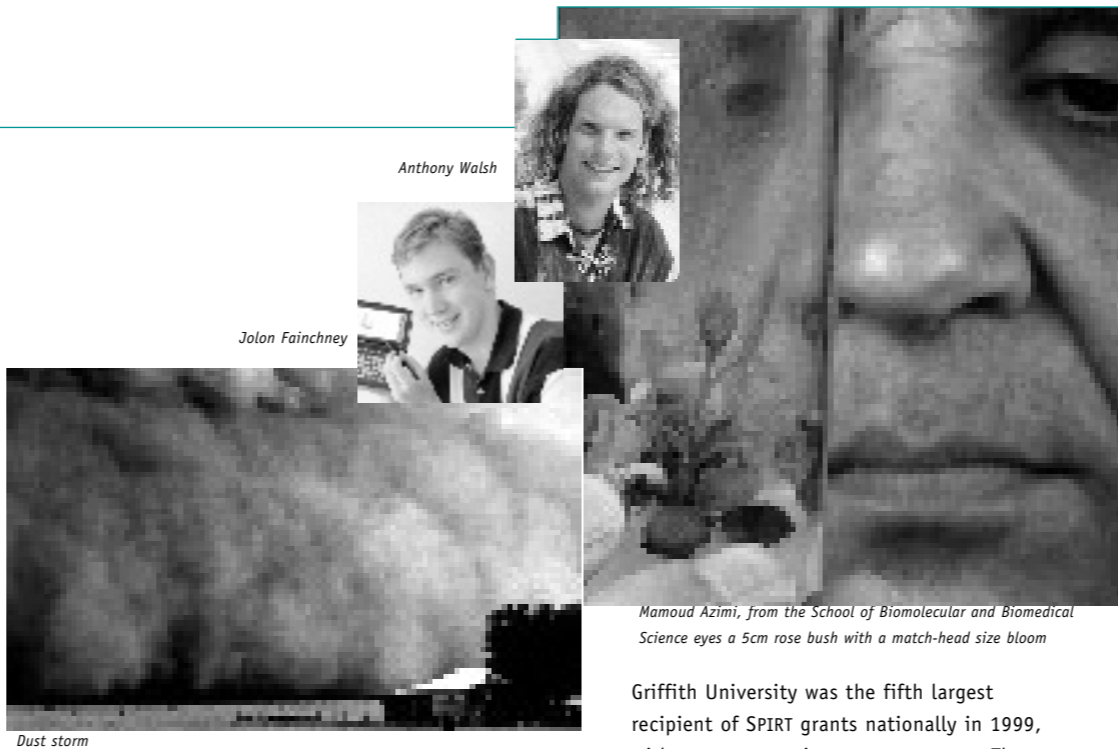 Anthony Walsh
Jolon Fainchney
Mamoud Azimi, from the School of Biomolecular and Biomedical
Science eyes a 5cm rose bush with a match-head size bloom
Griffith University was the fifth largest
recipient of SPIRT grants nationally in 1999,
Dust storm